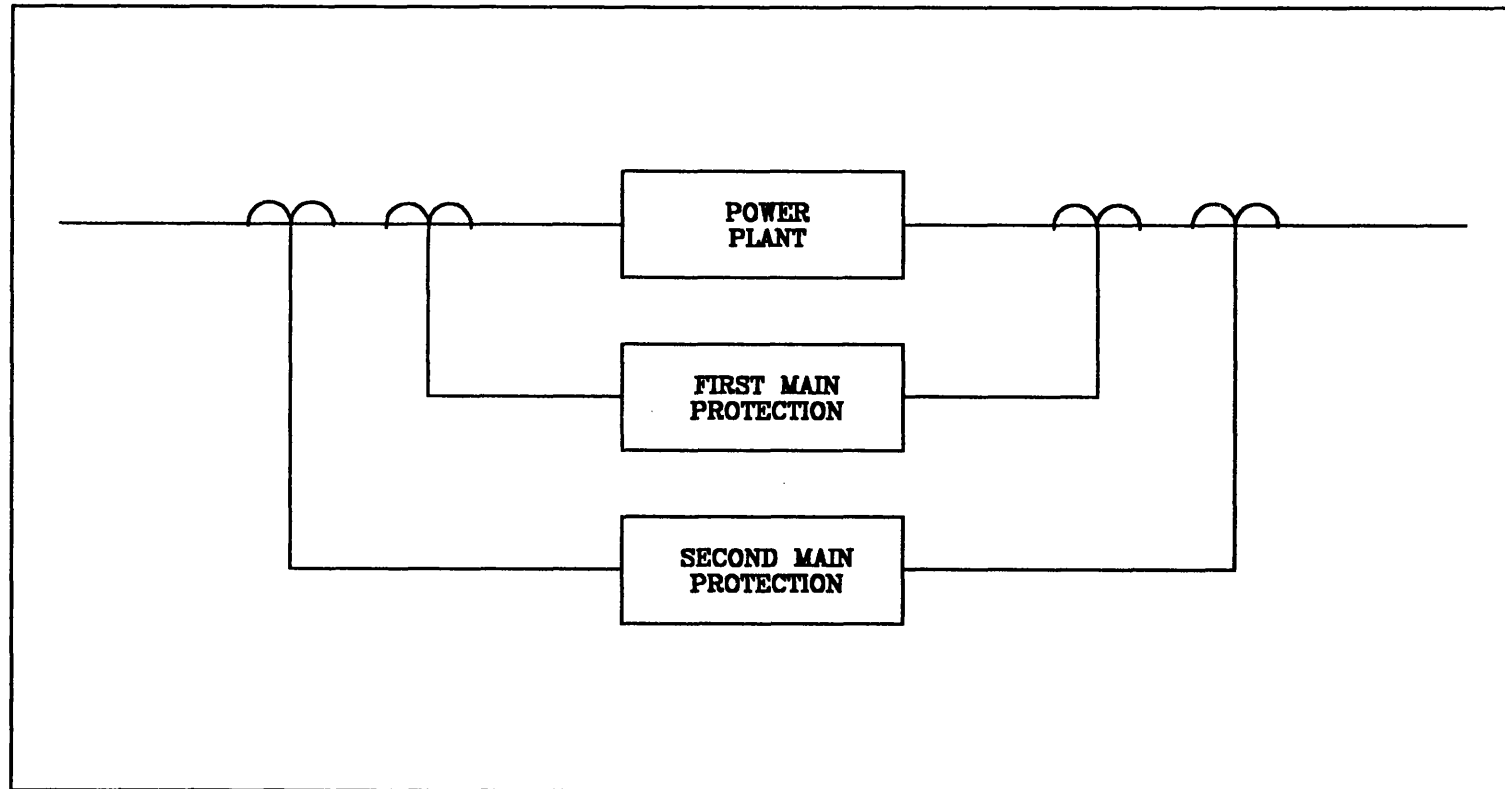 POWER
PLANT
FIRST MAIN
PROTECTION
SECOND MAIN
PROTECTION